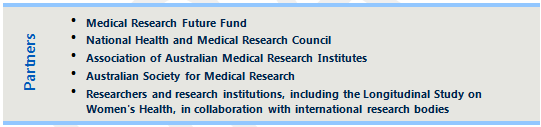 Partners
• Medical Research Future Fund
• National Health and Medical Research Council
• Association of Australian Medical Research Institutes
• Australian Society for Medical Research
• Researchers and research institutions, including the Longitudinal Study on
Women's Health, in collaboration with international research bodies